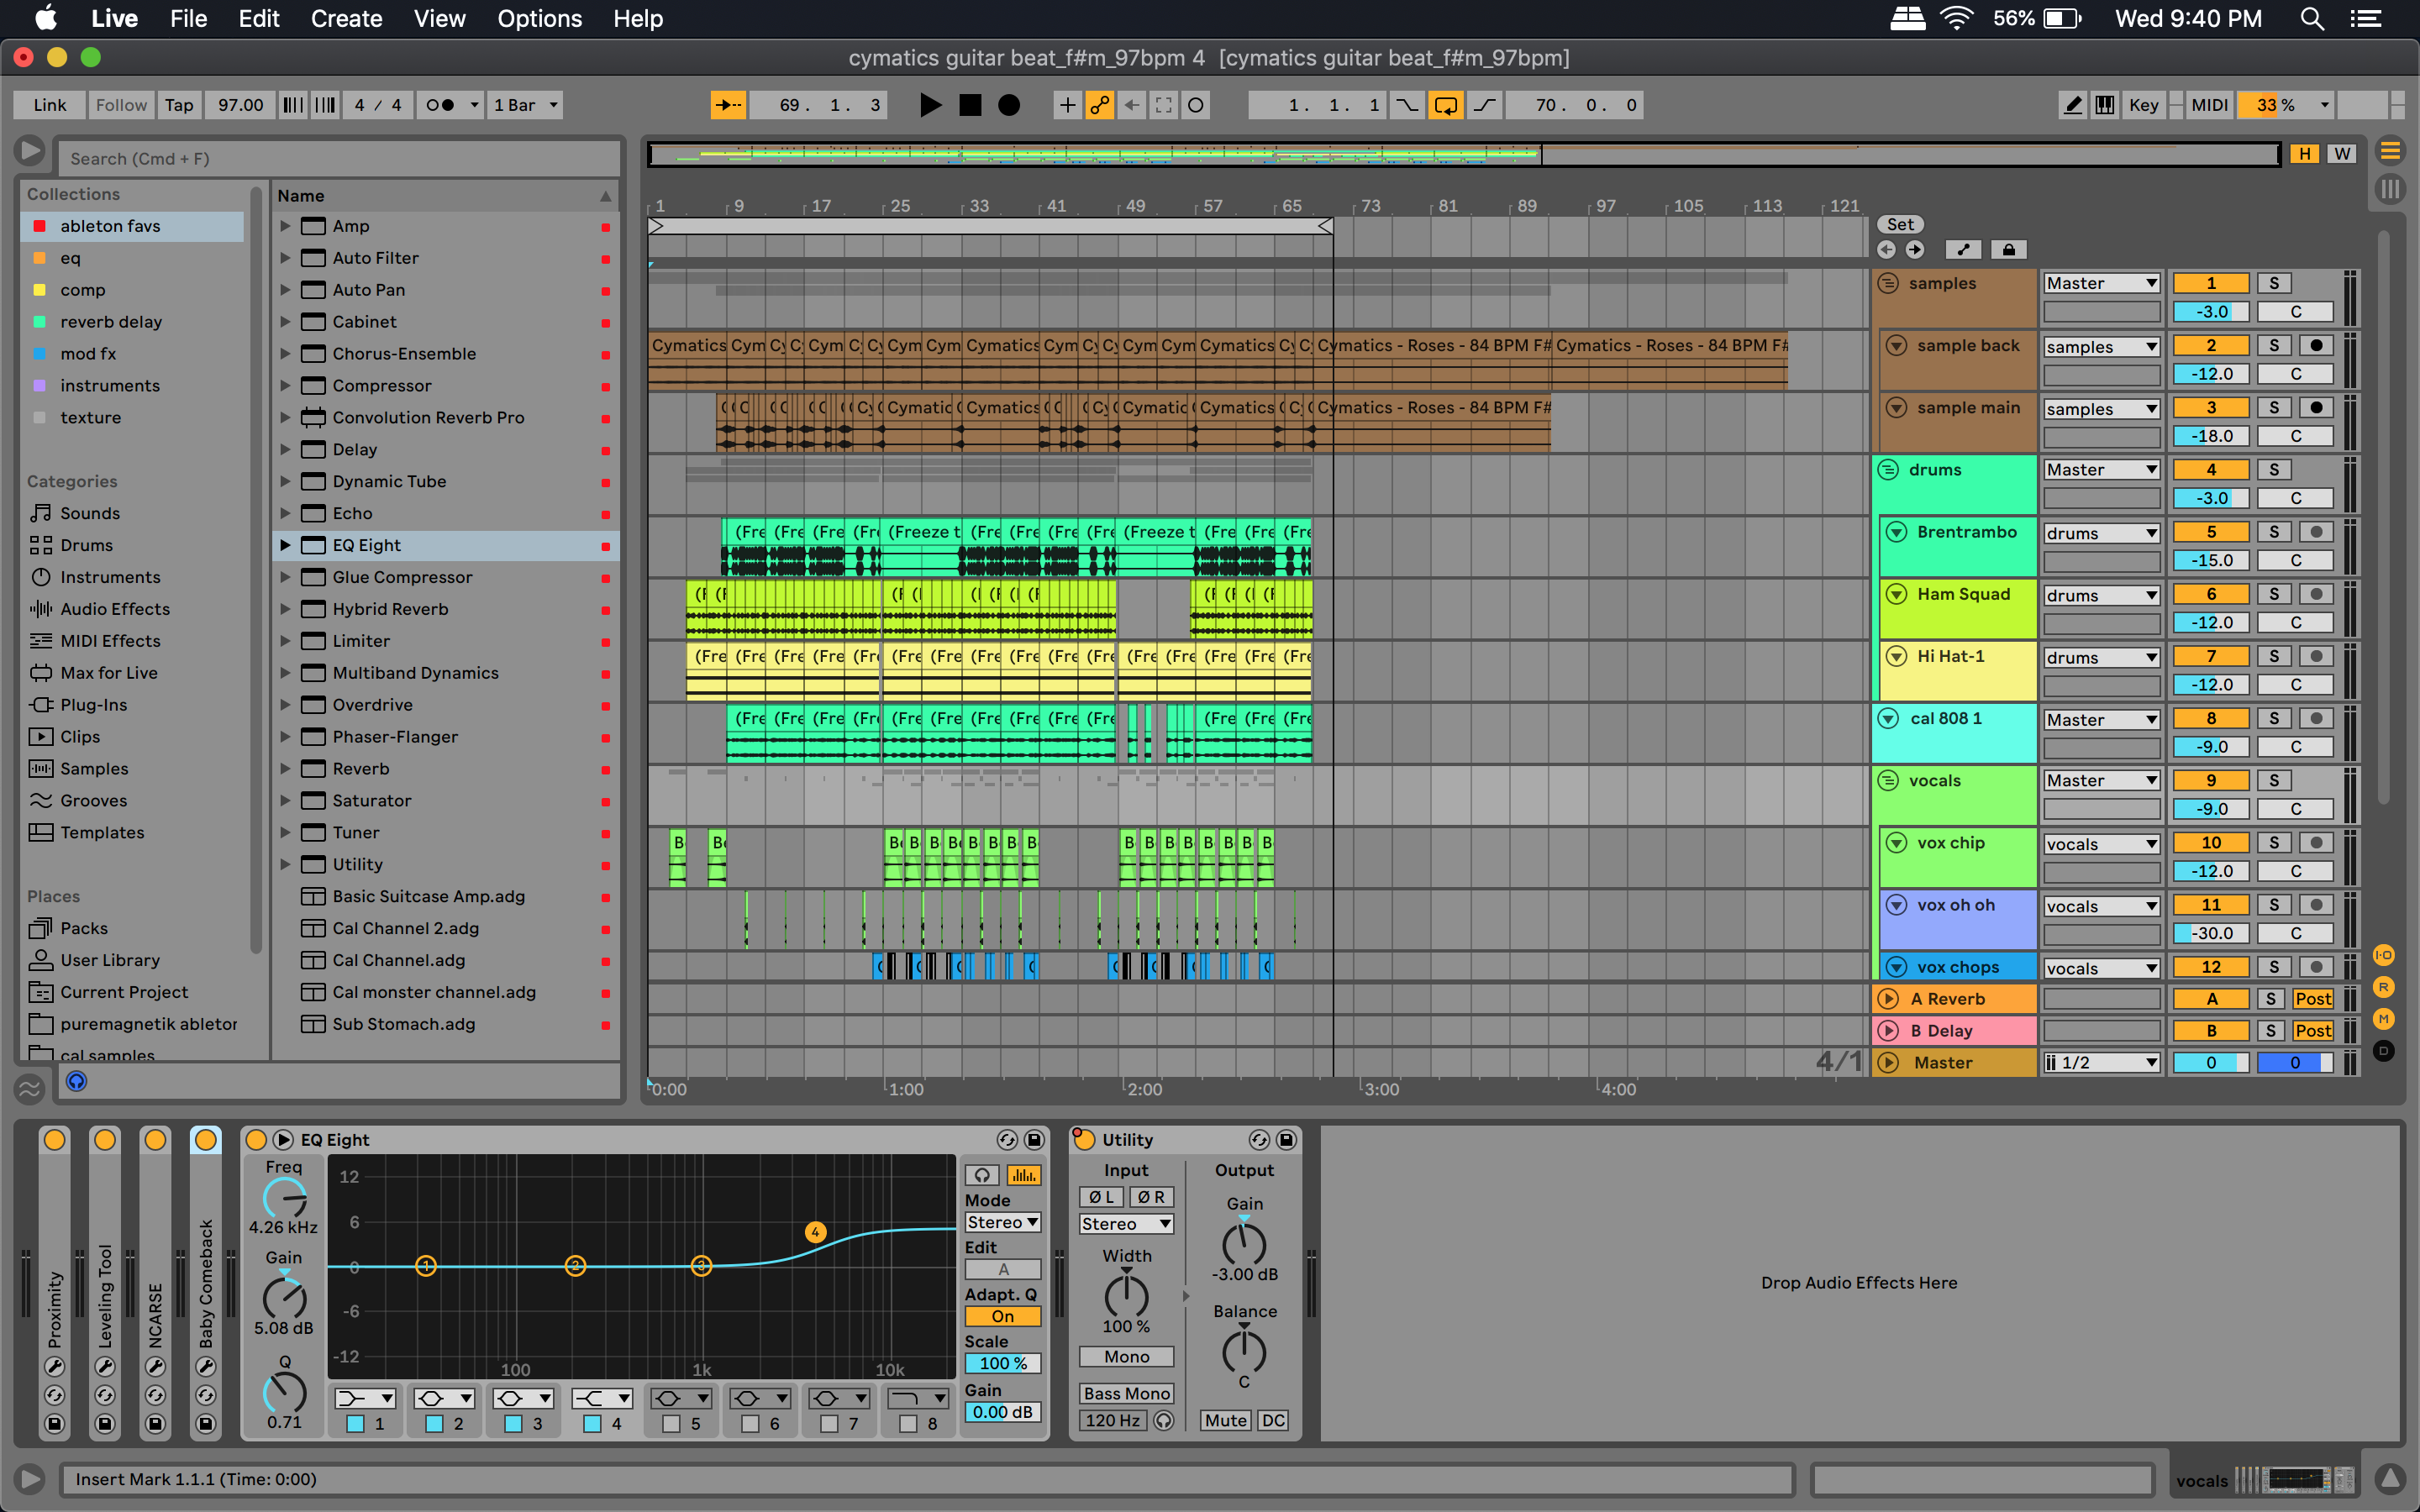 Live File Edit Create View Options Help 56% Wed 9:40 PM
cymatics guitar beat_f#m_97bpm 4 [cymatics guitar beat_f#m_97bpm]
Link Follow Tap 97.00 4 / 4 1 Bar 69. 1. 3 1. 1. 1 70. 0. 0 Key MIDI 33 %
Search (Cmd + F)
H W
Collections
ableton favs
eq
comp
reverb delay
mod fx
instruments
texture
Categories
Sounds
Drums
Instruments
Audio Effects
MIDI Effects
Max for Live
Plug-Ins
Clips
Samples
Grooves
Templates
Places
Packs
User Library
Current Project
puremagnetik ableton
cal samples
Name
Amp
Auto Filter
Auto Pan
Cabinet
Chorus-Ensemble
Compressor
Convolution Reverb Pro
Delay
Dynamic Tube
Echo
EQ Eight
Glue Compressor
Hybrid Reverb
Limiter
Multiband Dynamics
Overdrive
Phaser-Flanger
Reverb
Saturator
Tuner
Utility
Basic Suitcase Amp.adg
Cal Channel 2.adg
Cal Channel.adg
Cal monster channel.adg
Sub Stomach.adg
1 9 17 25 33 41 49 57 65 73 81 89 97 105 113 121
Set
samples Master 1 S
-3.0 C
Cymatics Cym Cym Cym Cym Cymatics Cym Cym Cymatics Cymatics - Roses - 84 BPM F# Cymatics - Roses - 84 BPM F#
sample back samples 2 S
-12.0 C
Cymatic Cymatics Cymatic Cymatics Cymatics - Roses - 84 BPM F#
sample main samples 3 S
-18.0 C
drums Master 4 S
-3.0 C
(Fre (Fre (Fre (Fr (Freeze t (Fre (Fre (Fre (Fre (Freeze t (Fre (Fre (Fre
Brentrambo drums 5 S
-15.0 C
Ham Squad drums 6 S
-12.0 C
(Fre (Fre (Fre (Fre (Fr (Fre (Fre (Fre (Fre (Fre (Fre (Fre (Fre (Fre (Fre (Fre
Hi Hat-1 drums 7 S
-12.0 C
(Fre (Fre (Fre (Fr (Fre (Fre (Fre (Fre (Fre (Fre (Fre (Fre (Fre
cal 808 1 Master 8 S
-9.0 C
vocals Master 9 S
-9.0 C
vox chip vocals 10 S
-12.0 C
vox oh oh vocals 11 S
-30.0 C
vox chops vocals 12 S
A Reverb A S Post
B Delay B S Post
4/1 Master 1/2 0 0
0:00 1:00 2:00 3:00 4:00
I·O
R
M
D
Proximity
Leveling Tool
NCARSE
Baby Comeback
EQ Eight
Freq
4.26 kHz
Gain
5.08 dB
Q
0.71
12
6
0
-6
-12
1 2 3 4
100 1k 10k
1 2 3 4 5 6 7 8
Mode
Stereo
Edit
A
Adapt. Q
On
Scale
100 %
Gain
0.00 dB
Utility
Input
Ø L Ø R
Stereo
Width
100 %
Mono
Bass Mono
120 Hz
Output
Gain
-3.00 dB
Balance
C
Mute DC
Drop Audio Effects Here
Insert Mark 1.1.1 (Time: 0:00)
vocals